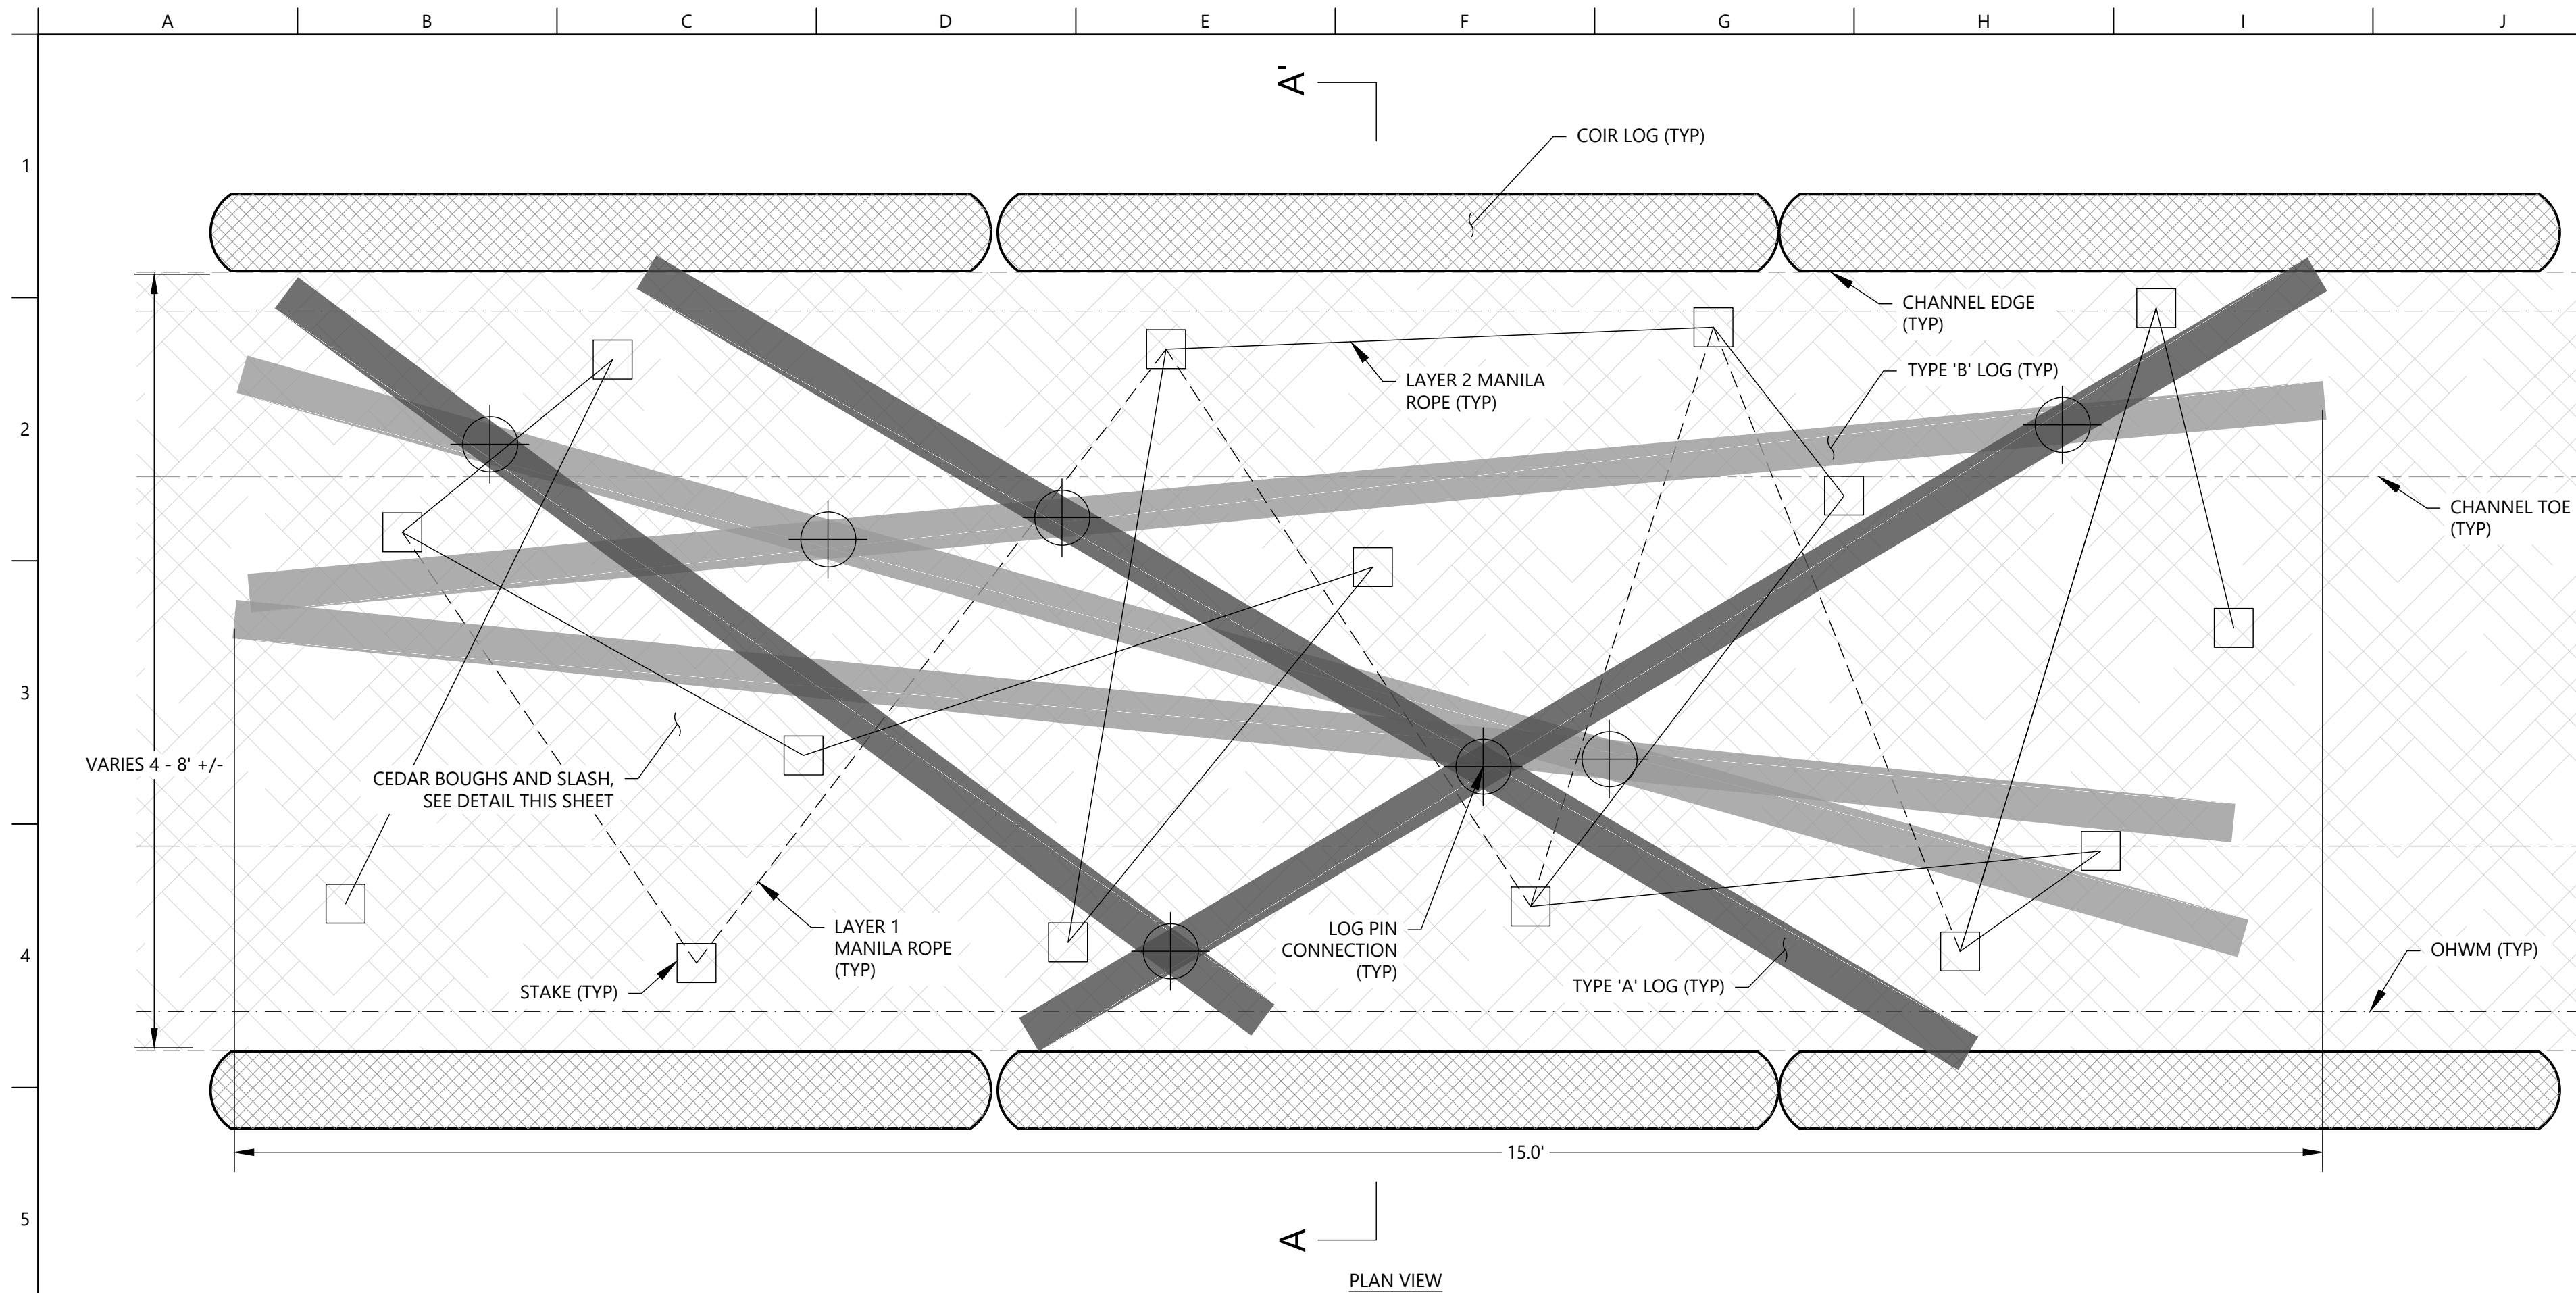 A B C D E F G H I J
1
2
3
4
5
A'
COIR LOG (TYP)
CHANNEL EDGE
(TYP)
LAYER 2 MANILA
ROPE (TYP)
TYPE 'B' LOG (TYP)
CHANNEL TOE
(TYP)
VARIES 4 - 8' +/-
CEDAR BOUGHS AND SLASH,
SEE DETAIL THIS SHEET
LAYER 1
MANILA ROPE
(TYP)
STAKE (TYP)
LOG PIN
CONNECTION
(TYP)
TYPE 'A' LOG (TYP)
OHWM (TYP)
15.0'
A
PLAN VIEW